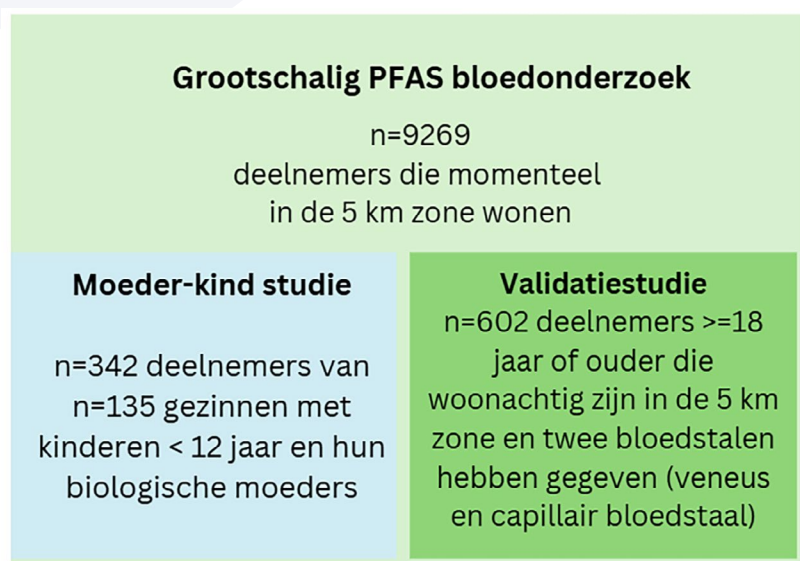 Grootschalig PFAS bloedonderzoek
n=9269
deelnemers die momenteel
in de 5 km zone wonen
Moeder-kind studie
n=342 deelnemers van
n=135 gezinnen met
kinderen < 12 jaar en hun
biologische moeders
Validatiestudie
n=602 deelnemers >=18
jaar of ouder die
woonachtig zijn in de 5 km
zone en twee bloedstalen
hebben gegeven (veneus
en capillair bloedstaal)